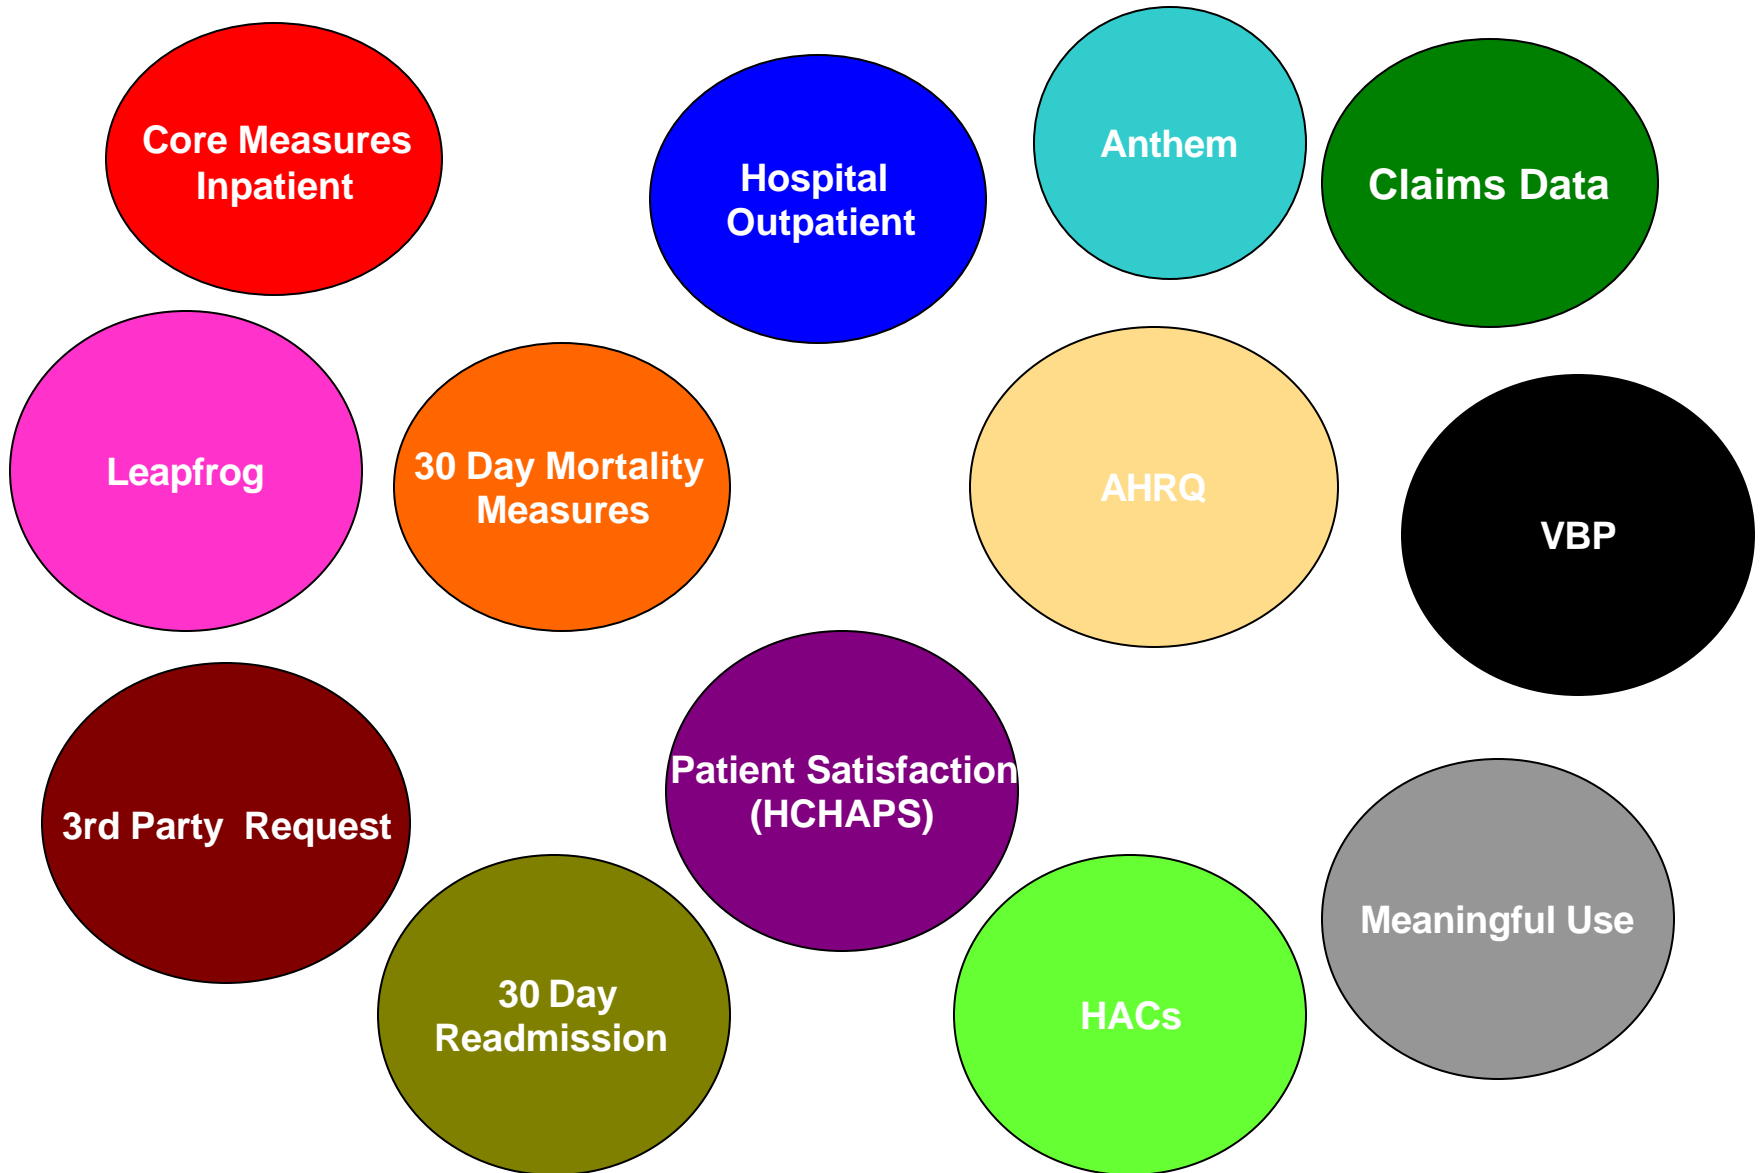 Core Measures
Inpatient
Hospital
Outpatient
Anthem
Claims Data
Leapfrog
30 Day Mortality
Measures
AHRQ
VBP
3rd Party  Request
Patient Satisfaction
(HCHAPS)
30 Day
Readmission
HACs
Meaningful Use